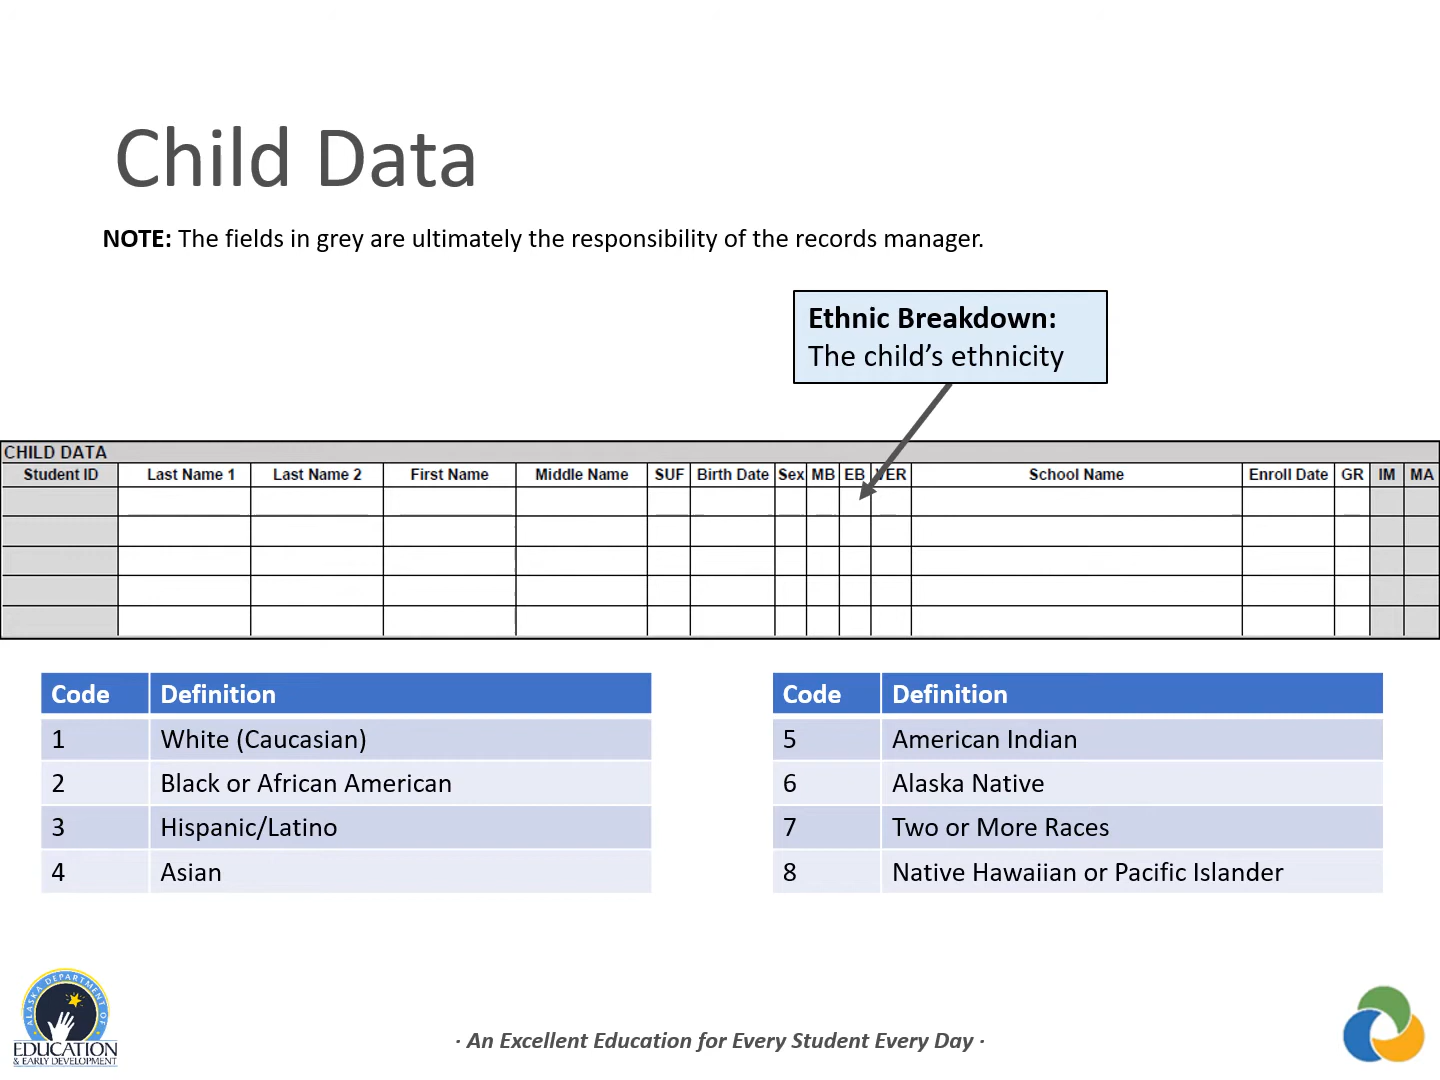 Child Data
NOTE: The fields in grey are ultimately the responsibility of the records manager.
Ethnic Breakdown:
The child’s ethnicity
CHILD DATA
Student ID Last Name 1 Last Name 2 First Name Middle Name SUF Birth Date Sex MB EB VER School Name Enroll Date GR IM MA
Code Definition
1 White (Caucasian)
2 Black or African American
3 Hispanic/Latino
4 Asian
Code Definition
5 American Indian
6 Alaska Native
7 Two or More Races
8 Native Hawaiian or Pacific Islander
ALASKA DEPARTMENT OF
EDUCATION
& EARLY DEVELOPMENT
· An Excellent Education for Every Student Every Day ·